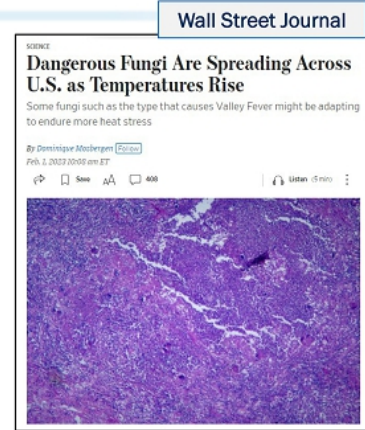 Wall Street Journal
SCIENCE
Dangerous Fungi Are Spreading Across
U.S. as Temperatures Rise
Some fungi such as the type that causes Valley Fever might be adapting
to endure more heat stress
By Dominique Mosbergen Follow
Feb. 1, 2023 10:00 am ET
Save AA 408 Listen (5 min)